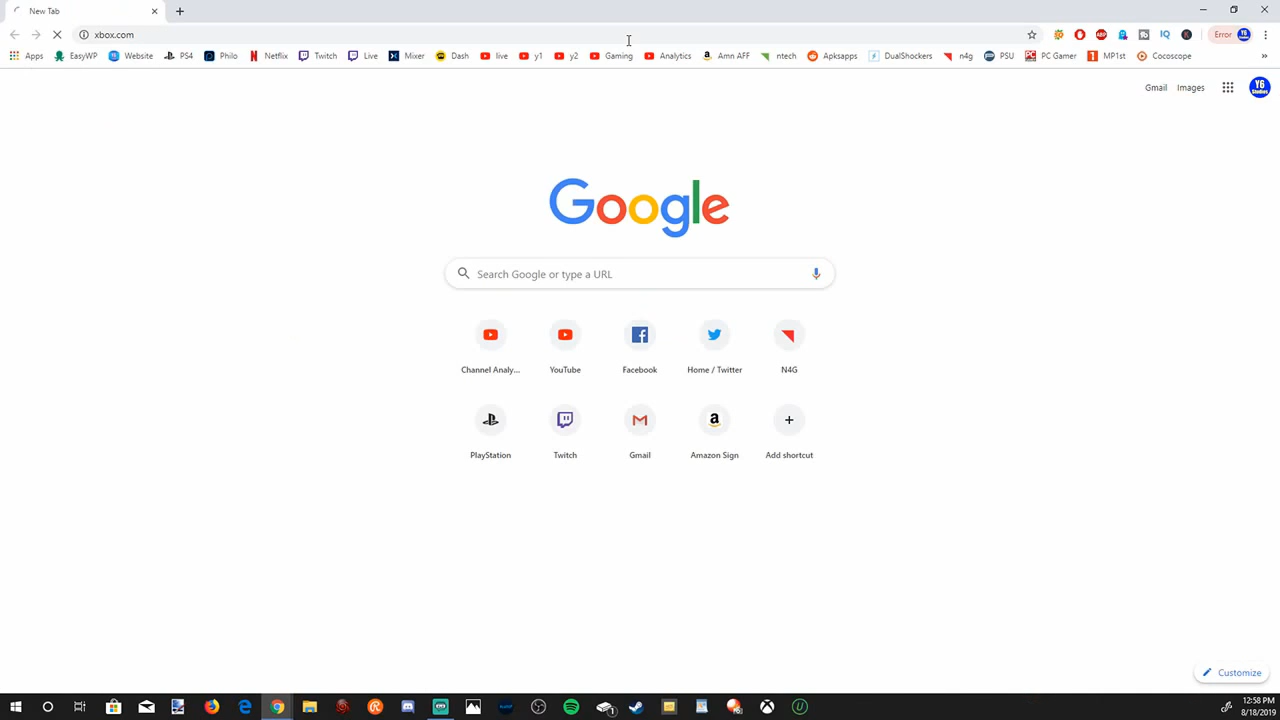 New Tab
xbox.com
Error
Apps EasyWP Website PS4 Philo Netflix Twitch Live Mixer Dash live y1 y2 Gaming Analytics Amn AFF ntech Apksapps DualShockers n4g PSU PC Gamer MP1st Cocoscope »
Gmail Images
Y6 Studios
Google
Search Google or type a URL
Channel Analy... YouTube Facebook Home / Twitter N4G
PlayStation Twitch Gmail Amazon Sign Add shortcut
Customize
12:58 PM
8/18/2019